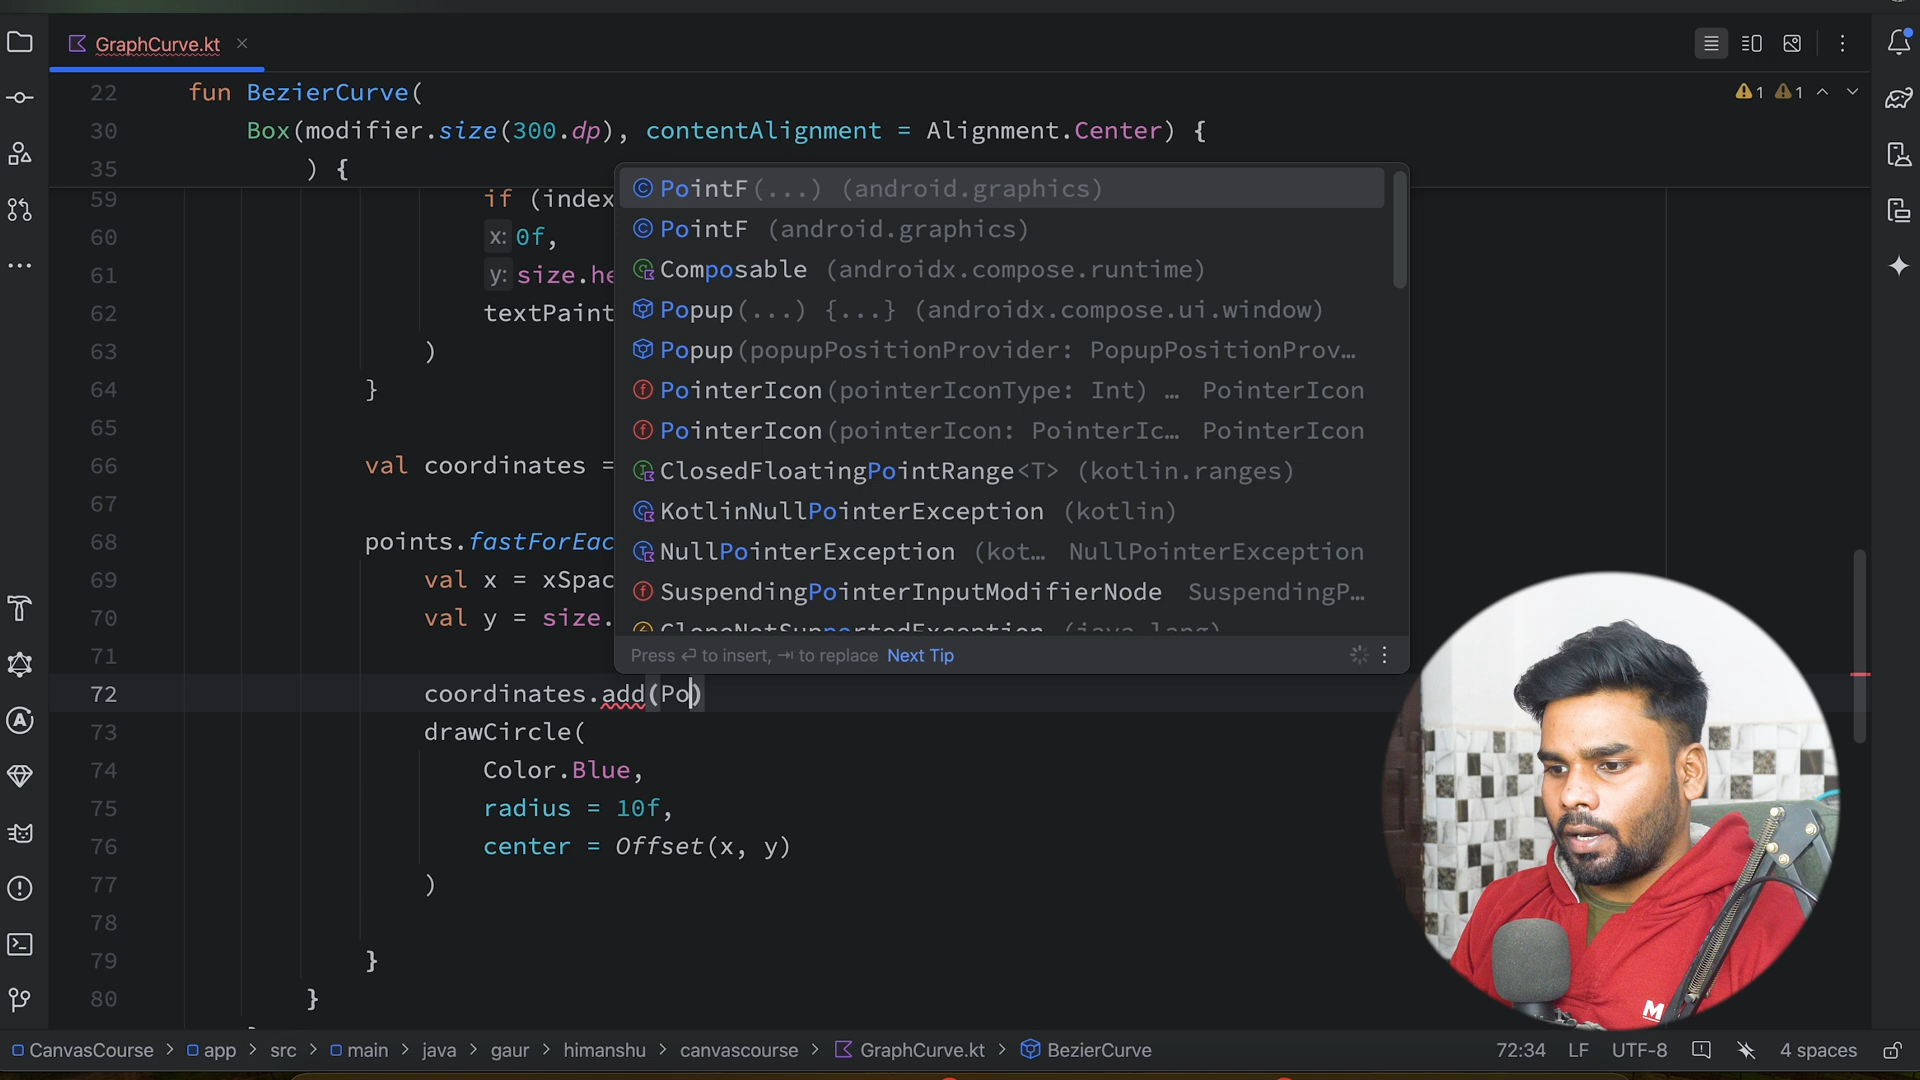 GraphCurve.kt
22 fun BezierCurve(
1 1
30 Box(modifier.size(300.dp), contentAlignment = Alignment.Center) {
35 ) {
59 if (index
60 x: 0f,
61 y: size.he
62 textPaint
63 )
64 }
65
66 val coordinates =
67
68 points.fastForEac
69 val x = xSpac
70 val y = size.
71
72 coordinates.add(Po)
73 drawCircle(
74 Color.Blue,
75 radius = 10f,
76 center = Offset(x, y)
77 )
78
79 }
80 }
PointF(...) (android.graphics)
PointF (android.graphics)
Composable (androidx.compose.runtime)
Popup(...) {...} (androidx.compose.ui.window)
Popup(popupPositionProvider: PopupPositionProv...
PointerIcon(pointerIconType: Int) … PointerIcon
PointerIcon(pointerIcon: PointerIc... PointerIcon
ClosedFloatingPointRange<T> (kotlin.ranges)
KotlinNullPointerException (kotlin)
NullPointerException (kot... NullPointerException
SuspendingPointerInputModifierNode SuspendingP...
CloneNotSupportedException (java.lang)
Press ↵ to insert, ⇥ to replace Next Tip
M
CanvasCourse > app > src > main > java > gaur > himanshu > canvascourse > GraphCurve.kt > BezierCurve
72:34 LF UTF-8 4 spaces